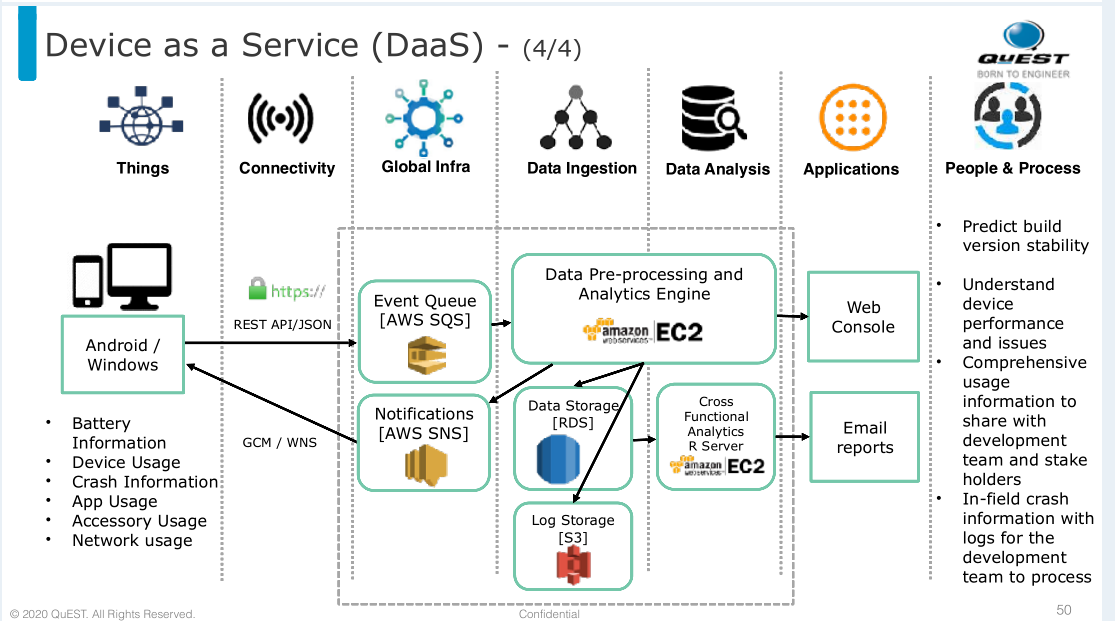 Device as a Service (DaaS) - (4/4)
QuEST
BORN TO ENGINEER
Things
Connectivity
Global Infra
Data Ingestion
Data Analysis
Applications
People & Process
https://
REST API/JSON
Android /
Windows
GCM / WNS
• Battery
Information
• Device Usage
• Crash Information
• App Usage
• Accessory Usage
• Network usage
Event Queue
[AWS SQS]
Notifications
[AWS SNS]
Data Pre-processing and
Analytics Engine
amazon
webservices
EC2
Data Storage
[RDS]
Cross
Functional
Analytics
R Server
amazon
webservices
EC2
Log Storage
[S3]
Web
Console
Email
reports
• Predict build
version stability
• Understand
device
performance
and issues
• Comprehensive
usage
information to
share with
development
team and stake
holders
• In-field crash
information with
logs for the
development
team to process
© 2020 QuEST. All Rights Reserved.
Confidential
50